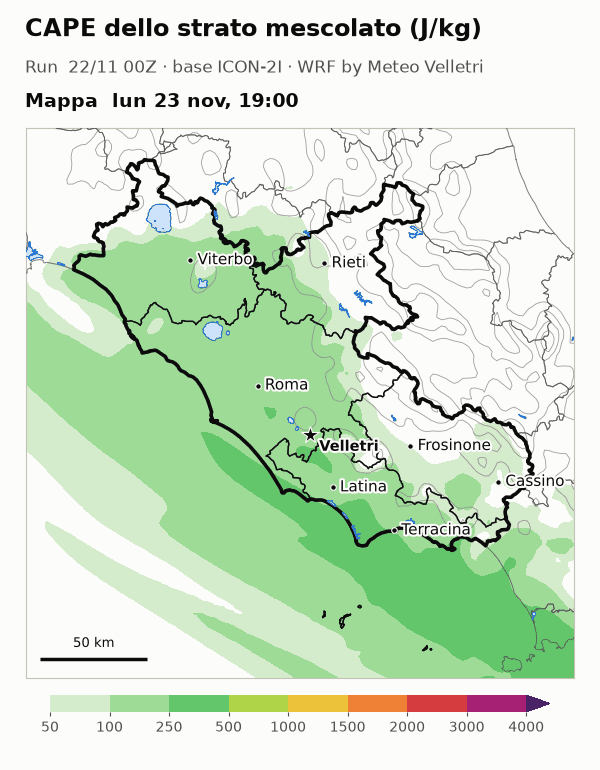 CAPE dello strato mescolato (J/kg)
Run  22/11 00Z · base ICON-2I · WRF by Meteo Velletri
Mappa  lun 23 nov, 19:00
Viterbo
Rieti
Roma
Velletri
Frosinone
Latina
Cassino
Terracina
50 km
50 100 250 500 1000 1500 2000 3000 4000